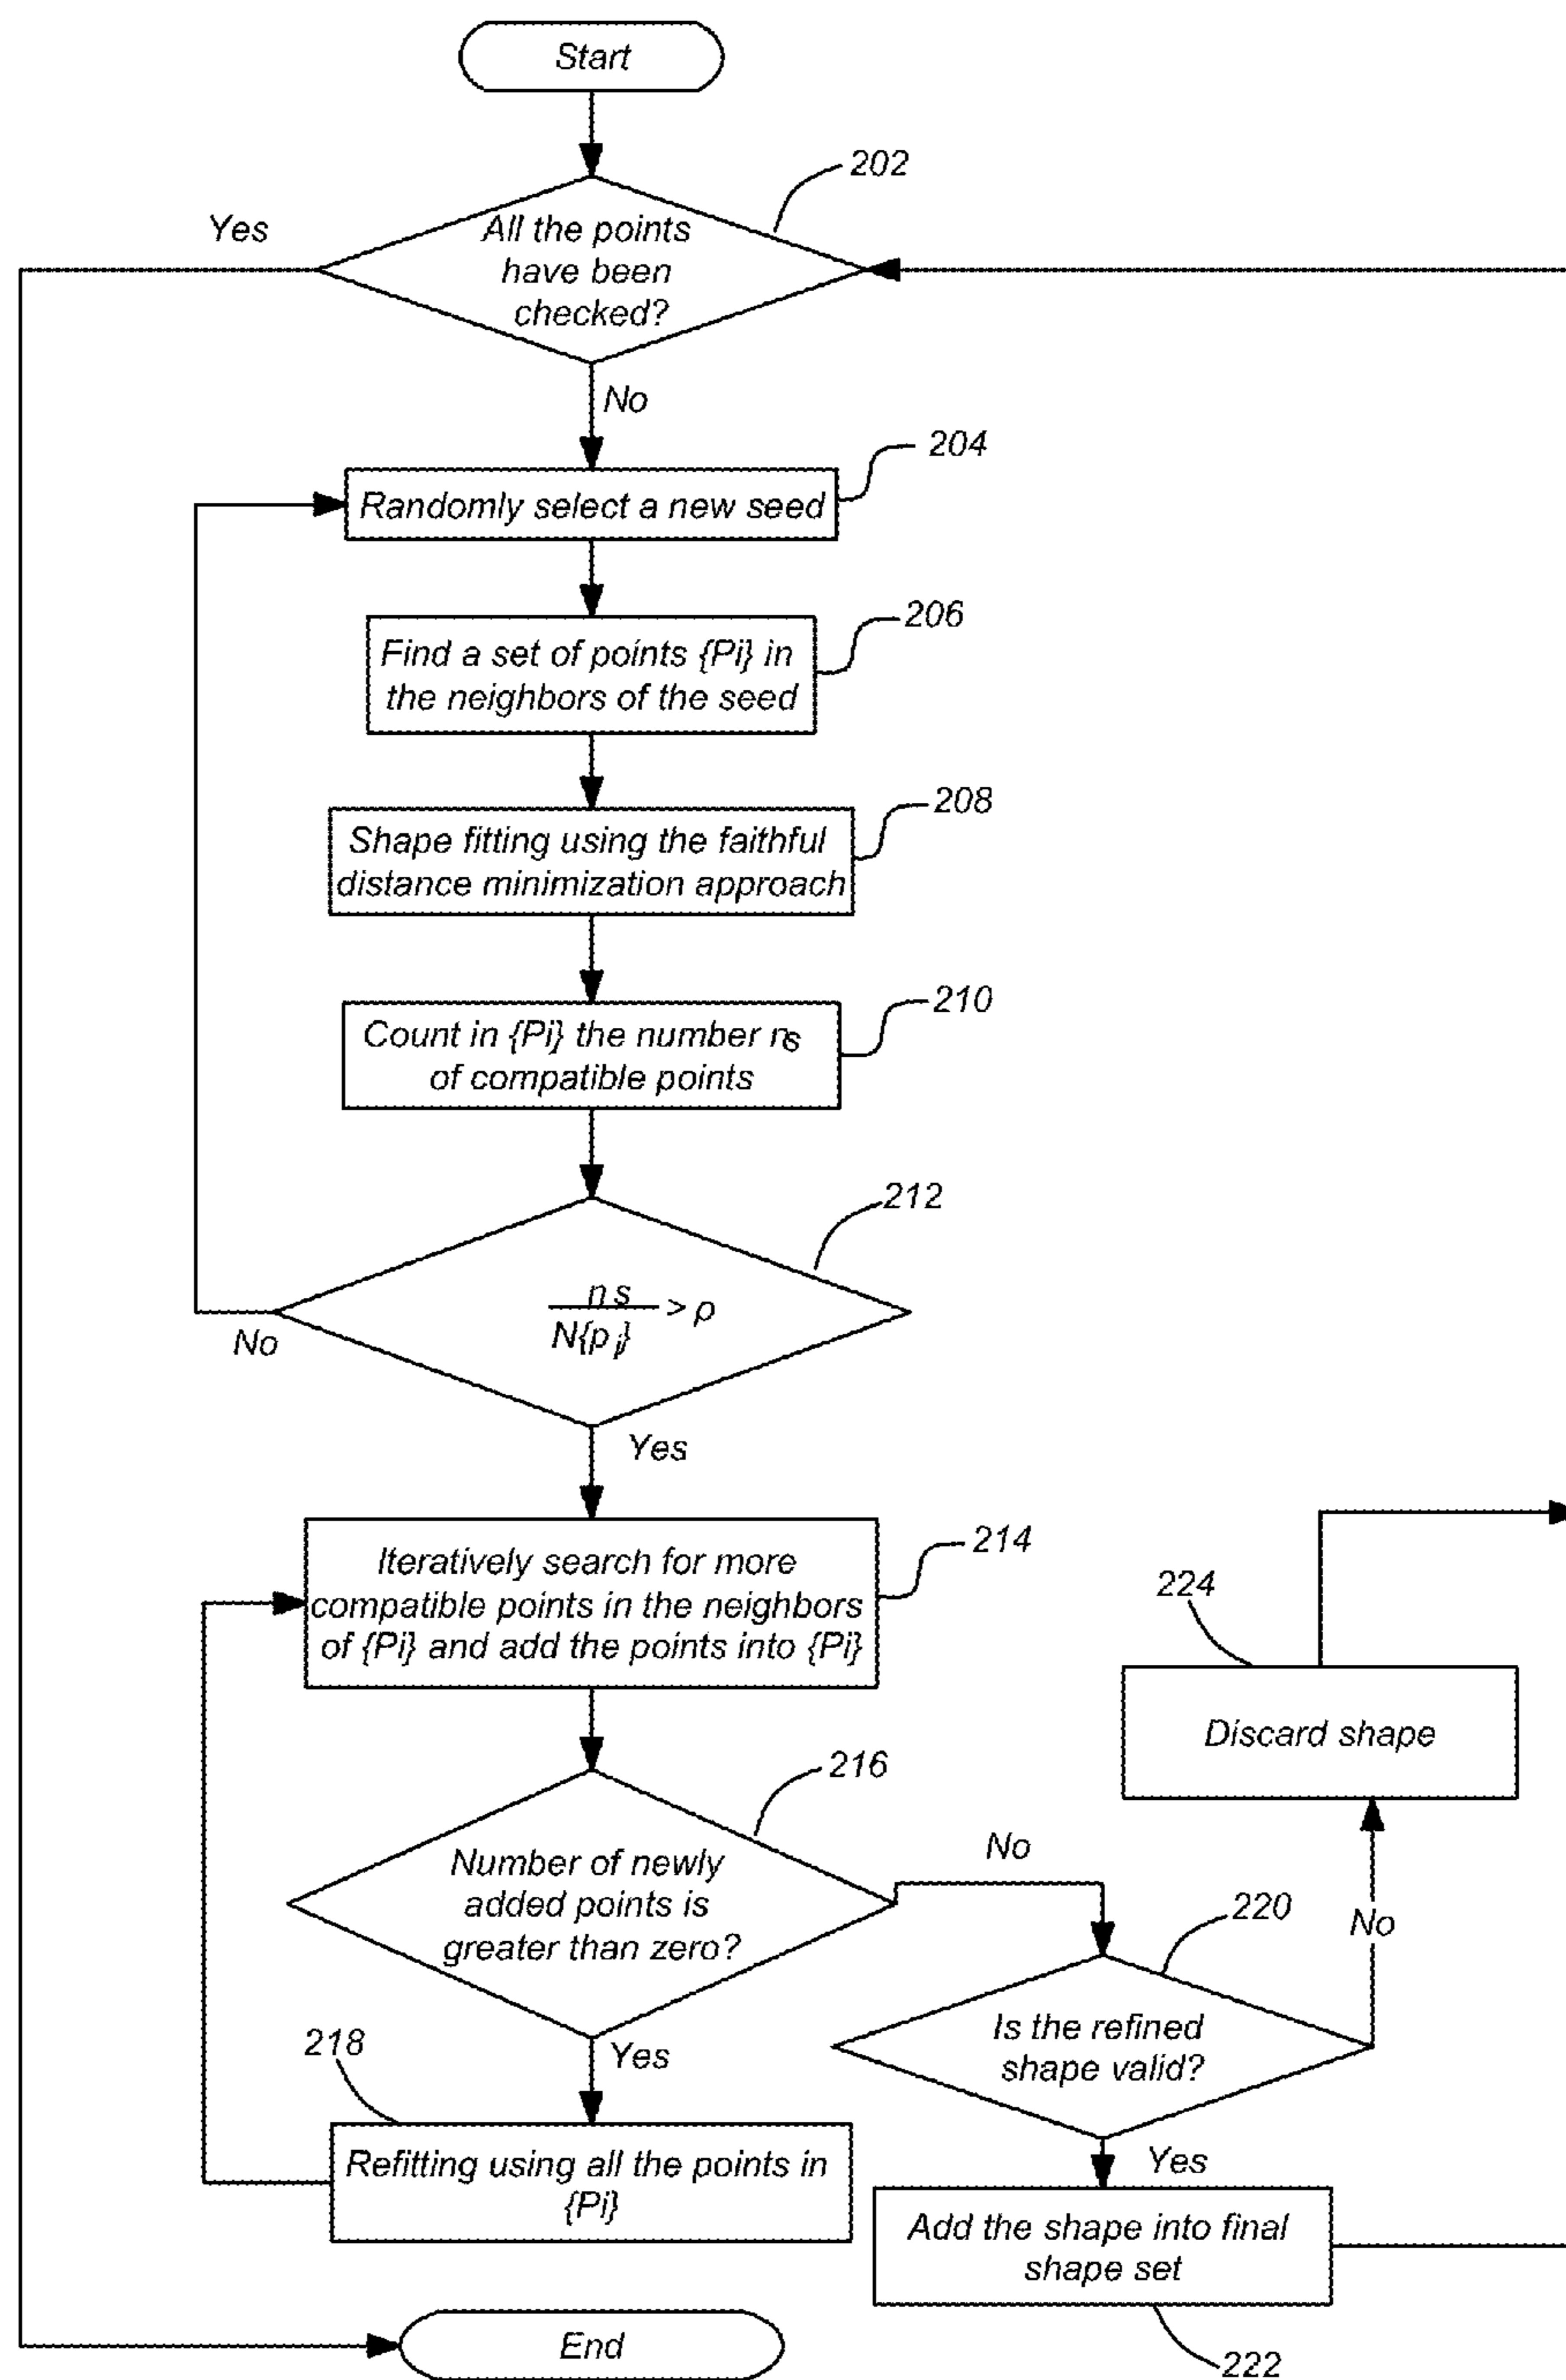 Start
202
Yes
All the points
have been
checked?
No
204
Randomly select a new seed
206
Find a set of points {Pi} in
the neighbors of the seed
208
Shape fitting using the faithful
distance minimization approach
210
Count in {Pi} the number ns
of compatible points
212
n s
N{p i} > ρ
No
Yes
214
Iteratively search for more
compatible points in the neighbors
of {Pi} and add the points into {Pi}
224
Discard shape
216
No
Number of newly
added points is
greater than zero?
220
No
Is the refined
shape valid?
218
Yes
Refitting using all the points in
{Pi}
Yes
Add the shape into final
shape set
End
222